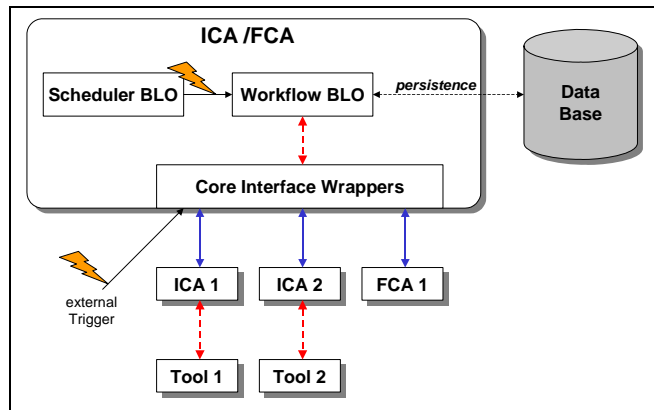 ICA /FCA
Scheduler BLO
Workflow BLO
persistence
Data
Base
Core Interface Wrappers
external
Trigger
ICA 1
ICA 2
FCA 1
Tool 1
Tool 2